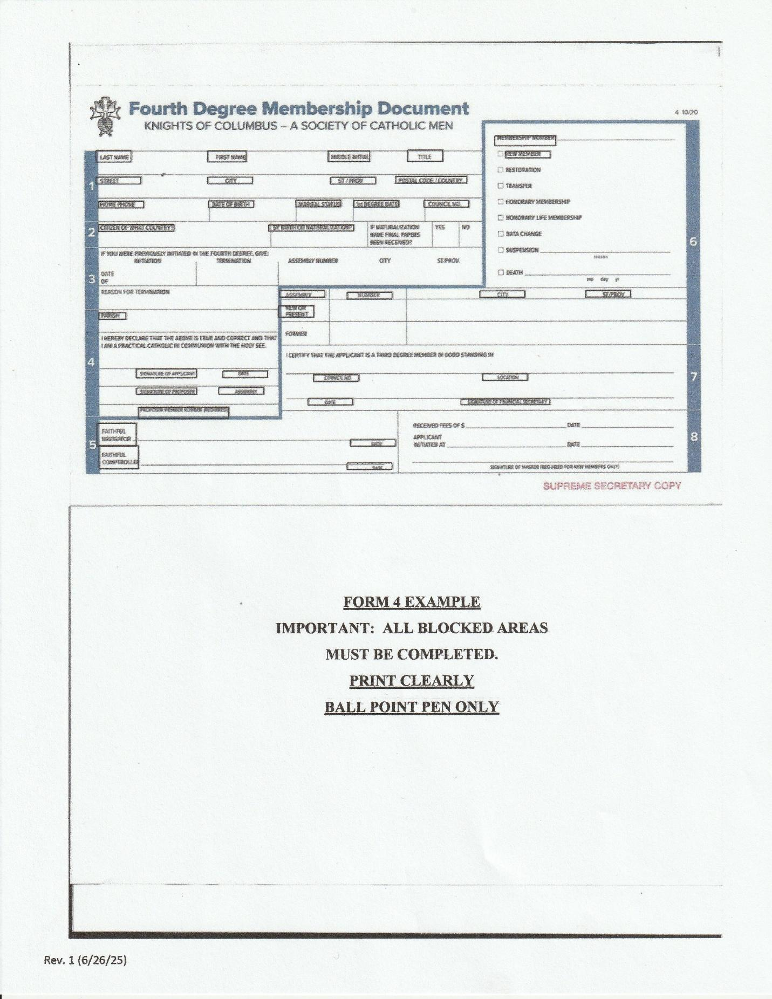 Fourth Degree Membership Document
KNIGHTS OF COLUMBUS – A SOCIETY OF CATHOLIC MEN
4 10/20
LAST NAME FIRST NAME MIDDLE INITIAL TITLE
1
STREET CITY ST / PROV POSTAL CODE / COUNTRY
HOME PHONE DATE OF BIRTH MARITAL STATUS 1st DEGREE DATE COUNCIL NO.
2
CITIZEN OF WHAT COUNTRY? BY BIRTH OR NATURALIZATION? IF NATURALIZATION YES NO
HAVE FINAL PAPERS
BEEN RECEIVED?
3
IF YOU WERE PREVIOUSLY INITIATED IN THE FOURTH DEGREE, GIVE:
INITIATION TERMINATION ASSEMBLY NUMBER CITY ST/PROV.
DATE
OF
REASON FOR TERMINATION
PARISH
4
I HEREBY DECLARE THAT THE ABOVE IS TRUE AND CORRECT AND THAT
I AM A PRACTICAL CATHOLIC IN COMMUNION WITH THE HOLY SEE.
SIGNATURE OF APPLICANT DATE
SIGNATURE OF PROPOSER ASSEMBLY
PROPOSER MEMBER NUMBER (REQUIRED)
5
FAITHFUL
NAVIGATOR DATE
FAITHFUL
COMPTROLLER DATE
MEMBERSHIP NUMBER
NEW MEMBER
RESTORATION
TRANSFER
HONORARY MEMBERSHIP
HONORARY LIFE MEMBERSHIP
DATA CHANGE
6
SUSPENSION
reason
DEATH
mo day yr
ASSEMBLY NUMBER CITY ST/PROV
NEW OR
PRESENT
FORMER
7
I CERTIFY THAT THE APPLICANT IS A THIRD DEGREE MEMBER IN GOOD STANDING IN
COUNCIL NO. LOCATION
DATE SIGNATURE OF FINANCIAL SECRETARY
8
RECEIVED FEES OF $ DATE
APPLICANT
INITIATED AT DATE
SIGNATURE OF MASTER (REQUIRED FOR NEW MEMBERS ONLY)
SUPREME SECRETARY COPY
FORM 4 EXAMPLE
IMPORTANT: ALL BLOCKED AREAS
MUST BE COMPLETED.
PRINT CLEARLY
BALL POINT PEN ONLY
Rev. 1 (6/26/25)